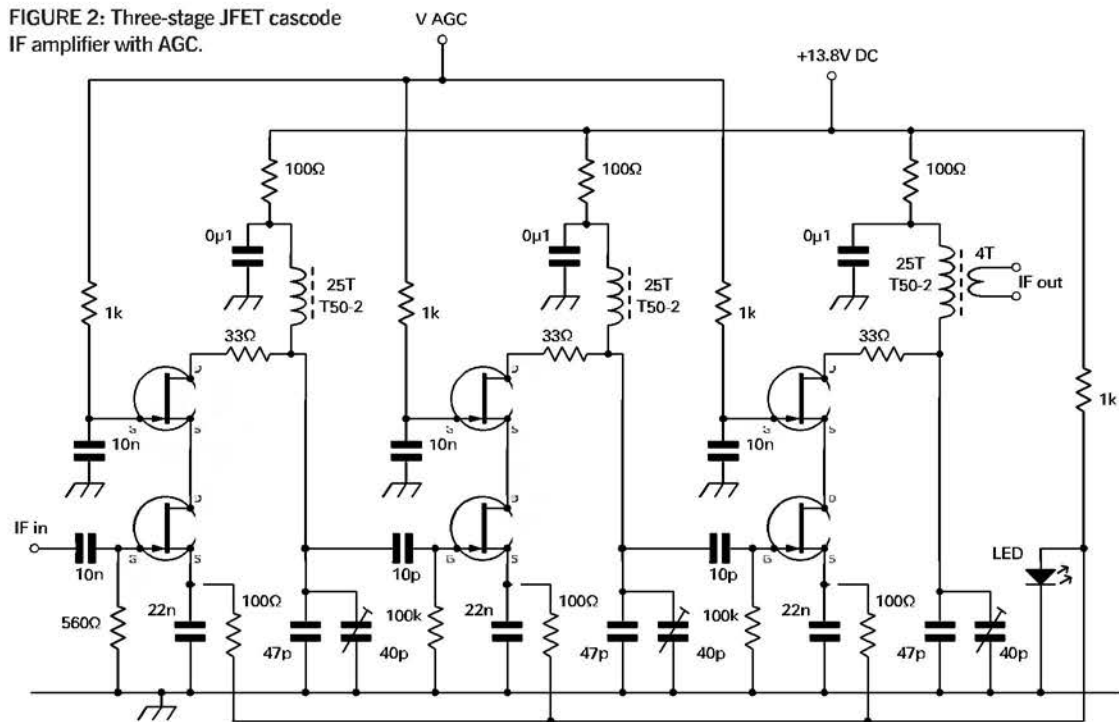 FIGURE 2: Three-stage JFET cascode
IF amplifier with AGC.
V AGC
+13.8V DC
100Ω
100Ω
100Ω
0µ1
0µ1
0µ1
25T
T50-2
25T
T50-2
25T
T50-2
4T
IF out
1k
1k
1k
1k
33Ω
33Ω
33Ω
D
D
D
G
S
G
S
G
S
10n
10n
10n
IF in
D
D
D
G
S
G
S
G
S
10n
10p
10p
LED
560Ω
22n
100Ω
47p
40p
100k
22n
100Ω
47p
40p
100k
22n
100Ω
47p
40p